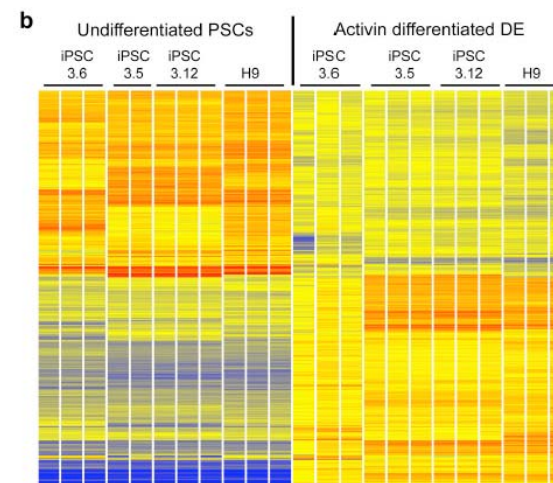 b
Undifferentiated PSCs
Activin differentiated DE
iPSC 3.6
iPSC 3.5
iPSC 3.12
H9
iPSC 3.6
iPSC 3.5
iPSC 3.12
H9